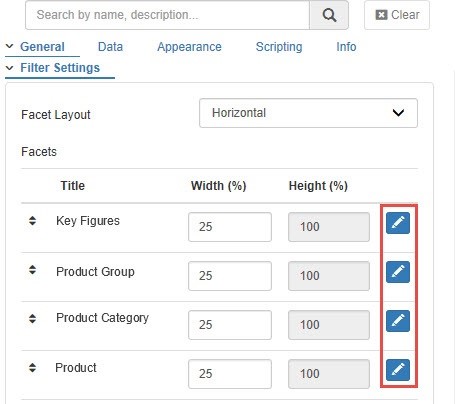 Search by name, description...
Clear
General Data Appearance Scripting Info
Filter Settings
Facet Layout Horizontal
Facets
Title Width (%) Height (%)
Key Figures 25 100
Product Group 25 100
Product Category 25 100
Product 25 100